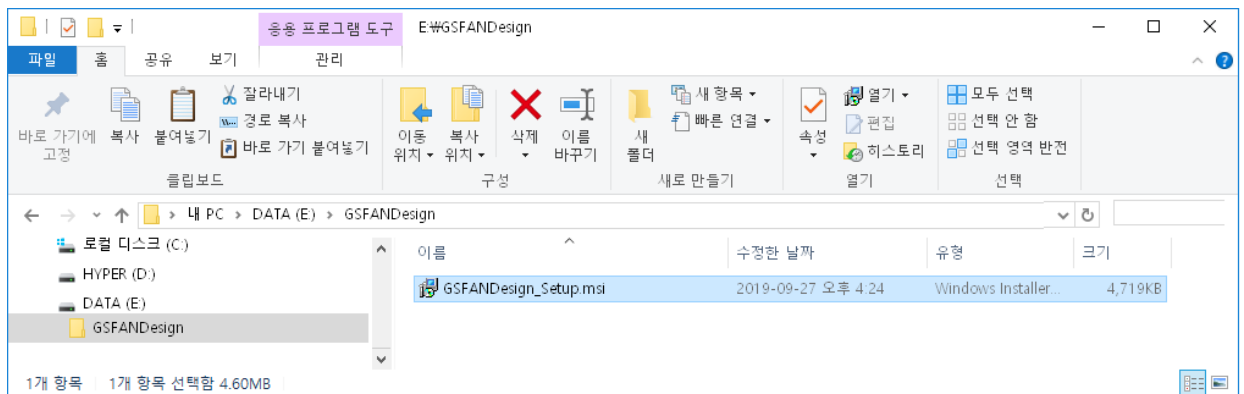 응용 프로그램 도구 E:₩GSFANDesign
파일 홈 공유 보기 관리
바로 가기에 고정
복사
붙여넣기
잘라내기
경로 복사
바로 가기 붙여넣기
클립보드
이동 위치
복사 위치
삭제
이름 바꾸기
구성
새 폴더
새 항목
빠른 연결
새로 만들기
속성
열기
편집
히스토리
열기
모두 선택
선택 안 함
선택 영역 반전
선택
내 PC > DATA (E:) > GSFANDesign
로컬 디스크 (C:)
HYPER (D:)
DATA (E:)
GSFANDesign
이름 수정한 날짜 유형 크기
GSFANDesign_Setup.msi 2019-09-27 오후 4:24 Windows Installer... 4,719KB
1개 항목 1개 항목 선택함 4.60MB